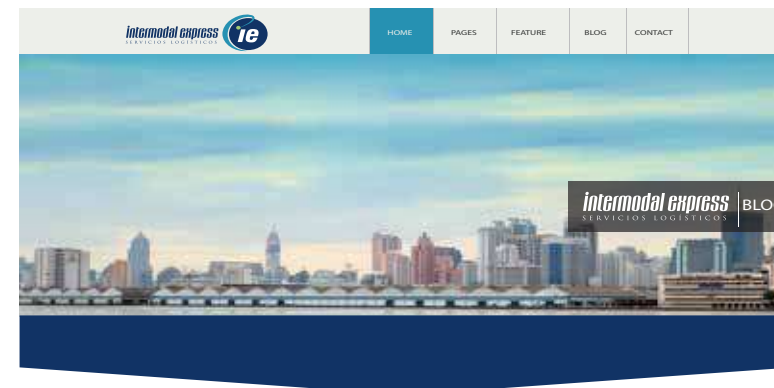 intermodal express
SERVICIOS LOGÍSTICOS
ie
HOME
PAGES
FEATURE
BLOG
CONTACT
intermodal express
SERVICIOS LOGÍSTICOS
BLO